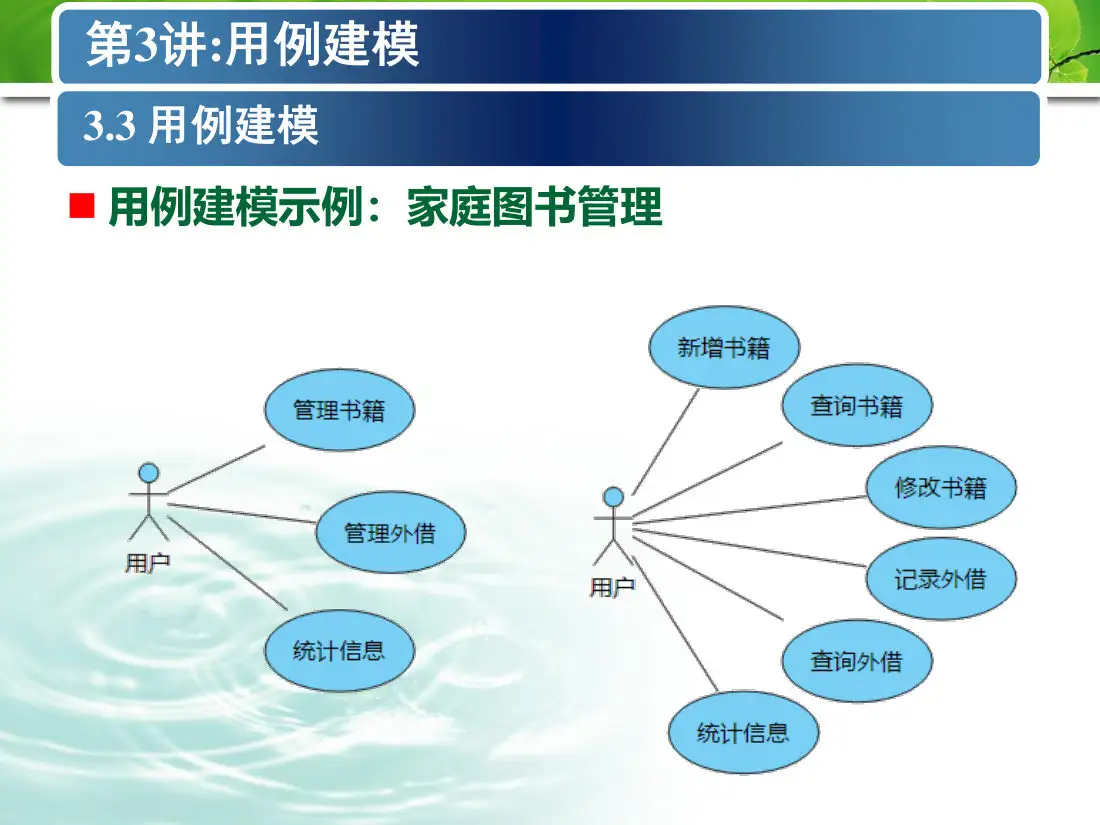 第3讲:用例建模
3.3 用例建模
用例建模示例：家庭图书管理
管理书籍
管理外借
用户
统计信息
新增书籍
查询书籍
修改书籍
记录外借
用户
查询外借
统计信息